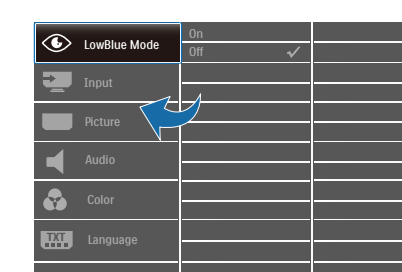 LowBlue Mode
On
Off
Input
Picture
Audio
Color
TXT
Language